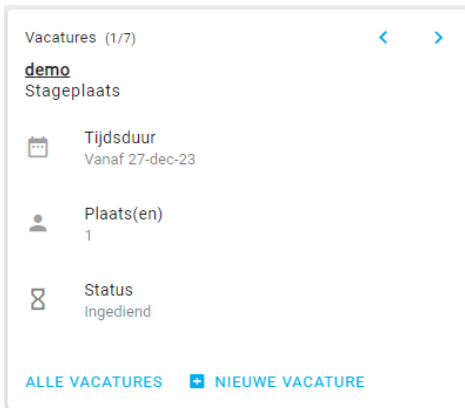 Vacatures (1/7)
demo
Stageplaats
Tijdsduur
Vanaf 27-dec-23
Plaats(en)
1
Status
Ingediend
ALLE VACATURES NIEUWE VACATURE